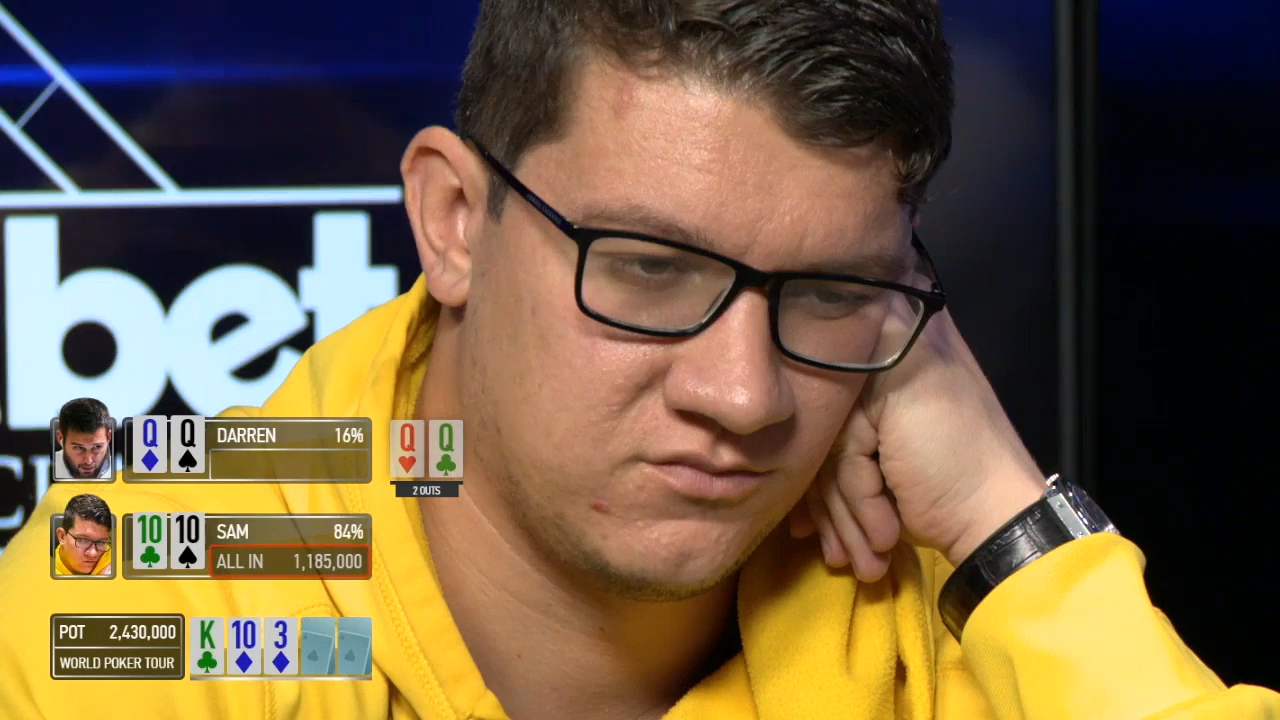 bet
Q Q DARREN 16%
Q Q
2 OUTS
10 10 SAM 84%
ALL IN 1,185,000
POT 2,430,000
WORLD POKER TOUR
K 10 3